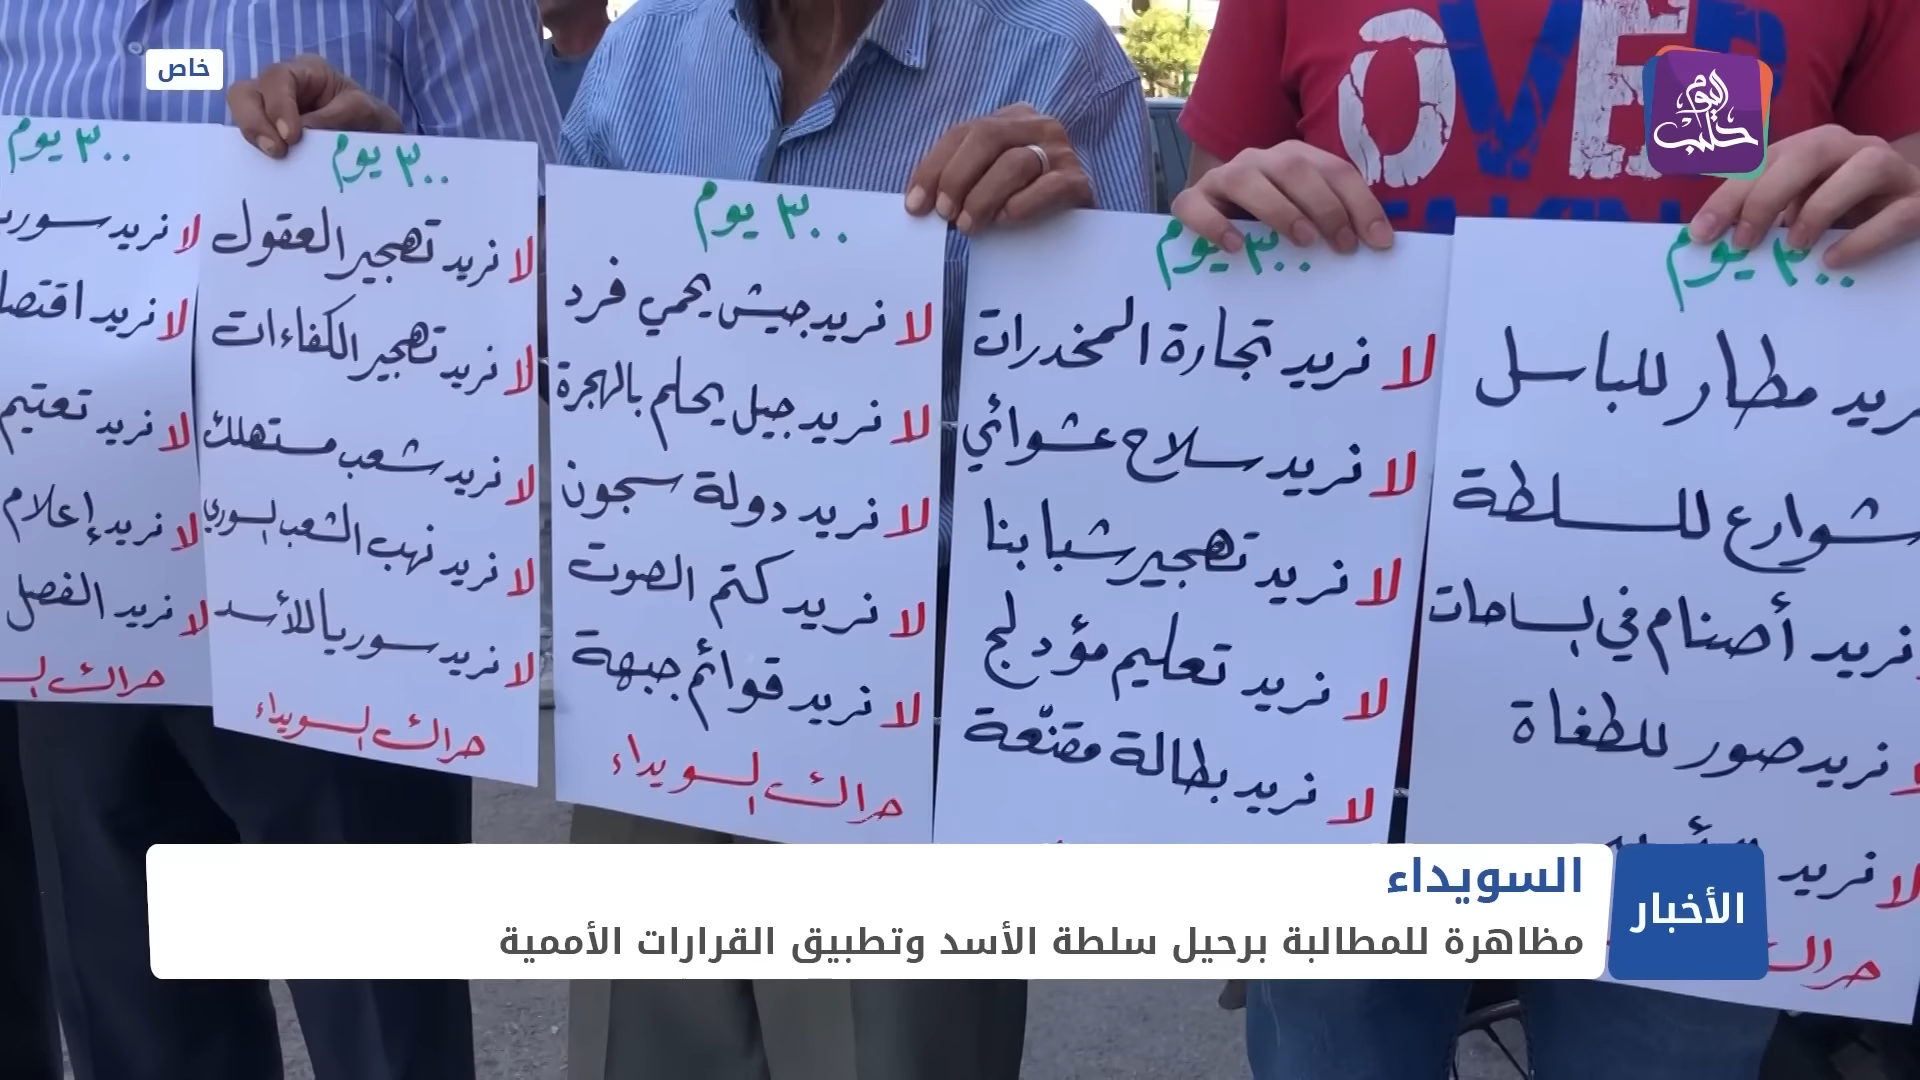 خاص
حلب اليوم
٣٠٠ يوم
نريد مطار للباسل
شوارع للسلطة
نريد أصنام في الساحات
لا نريد صور للطغاة
لا نريد
حراك
٣٠٠ يوم
لا نريد تجارة المخدرات
لا نريد سلاح عشوائي
لا نريد تهجير شبابنا
لا نريد تعليم مؤدلج
لا نريد بطالة مقنّعة
٣٠٠ يوم
لا نريد جيش يحمي فرد
لا نريد جيل يحلم بالهجرة
لا نريد دولة سجون
لا نريد كتم الصوت
لا نريد قوائم جبهة
حراك السويداء
٣٠٠ يوم
لا نريد تهجير العقول
لا نريد تهجير الكفاءات
لا نريد شعب مستهلك
لا نريد نهب الشعب السوري
لا نريد سوريا للأسد
حراك السويداء
٣٠٠ يوم
لا نريد سوريـ
لا نريد اقتصا
لا نريد تعتيم
لا نريد إعلام
لا نريد الفصل
حراك السـ
الأخبار
السويداء
مظاهرة للمطالبة برحيل سلطة الأسد وتطبيق القرارات الأممية